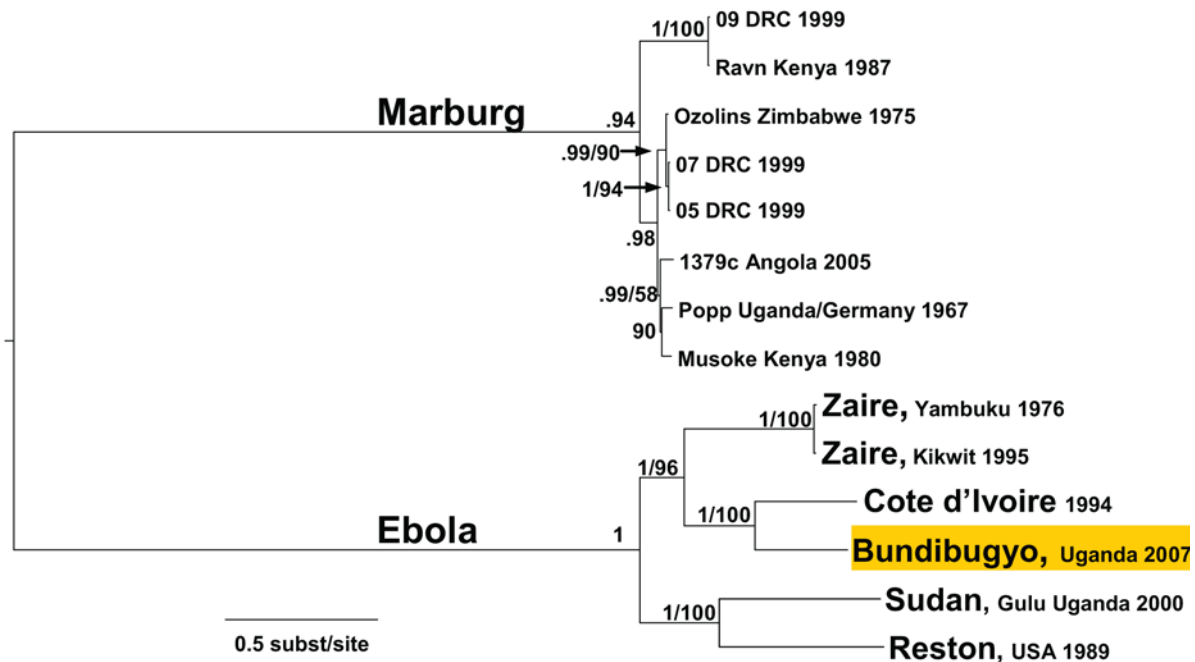 1/100
09 DRC 1999
Ravn Kenya 1987
Marburg
.94
Ozolins Zimbabwe 1975
.99/90
07 DRC 1999
1/94
05 DRC 1999
.98
1379c Angola 2005
.99/58
Popp Uganda/Germany 1967
90
Musoke Kenya 1980
1/100
Zaire, Yambuku 1976
Zaire, Kikwit 1995
1/96
Cote d'Ivoire 1994
1/100
Ebola
1
Bundibugyo, Uganda 2007
Sudan, Gulu Uganda 2000
1/100
0.5 subst/site
Reston, USA 1989